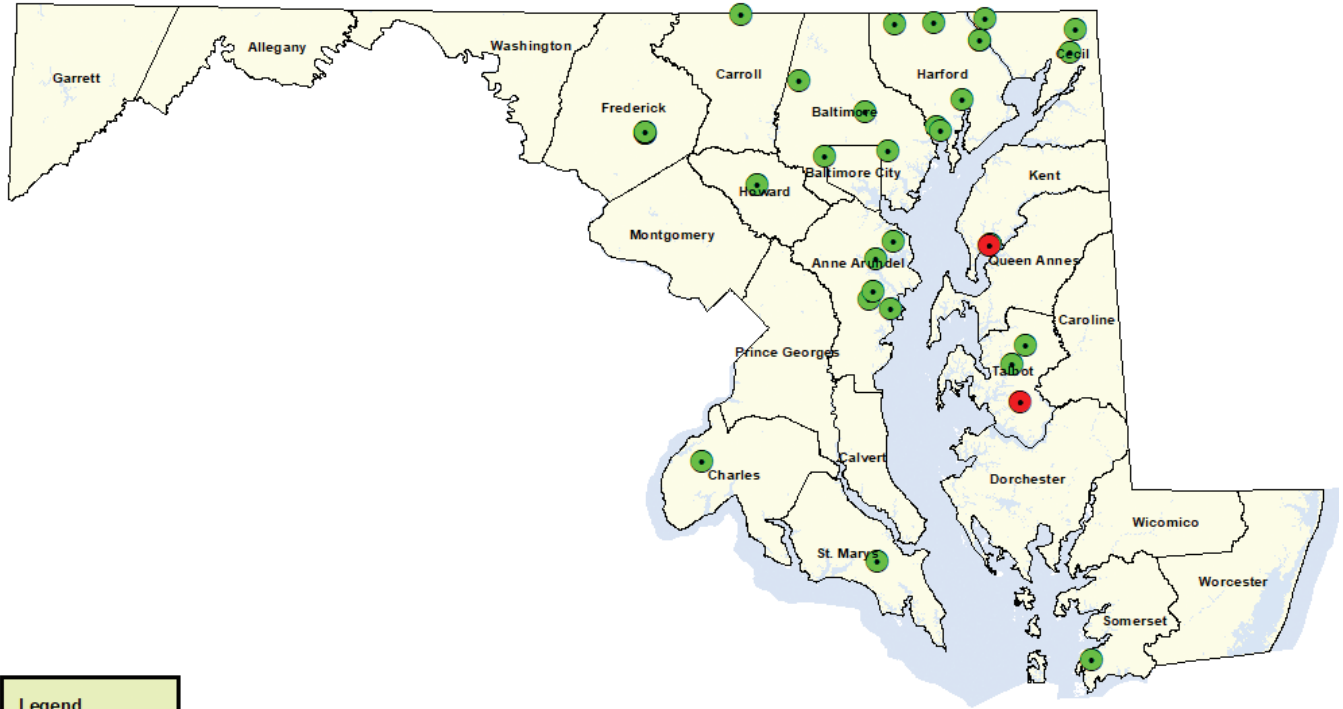 Garrett
Allegany
Washington
Frederick
Carroll
Baltimore
Harford
Cecil
Baltimore City
Howard
Kent
Montgomery
Anne Arundel
Queen Annes
Caroline
Prince Georges
Talbot
Calvert
Charles
Dorchester
Wicomico
St. Marys
Worcester
Somerset
Legend